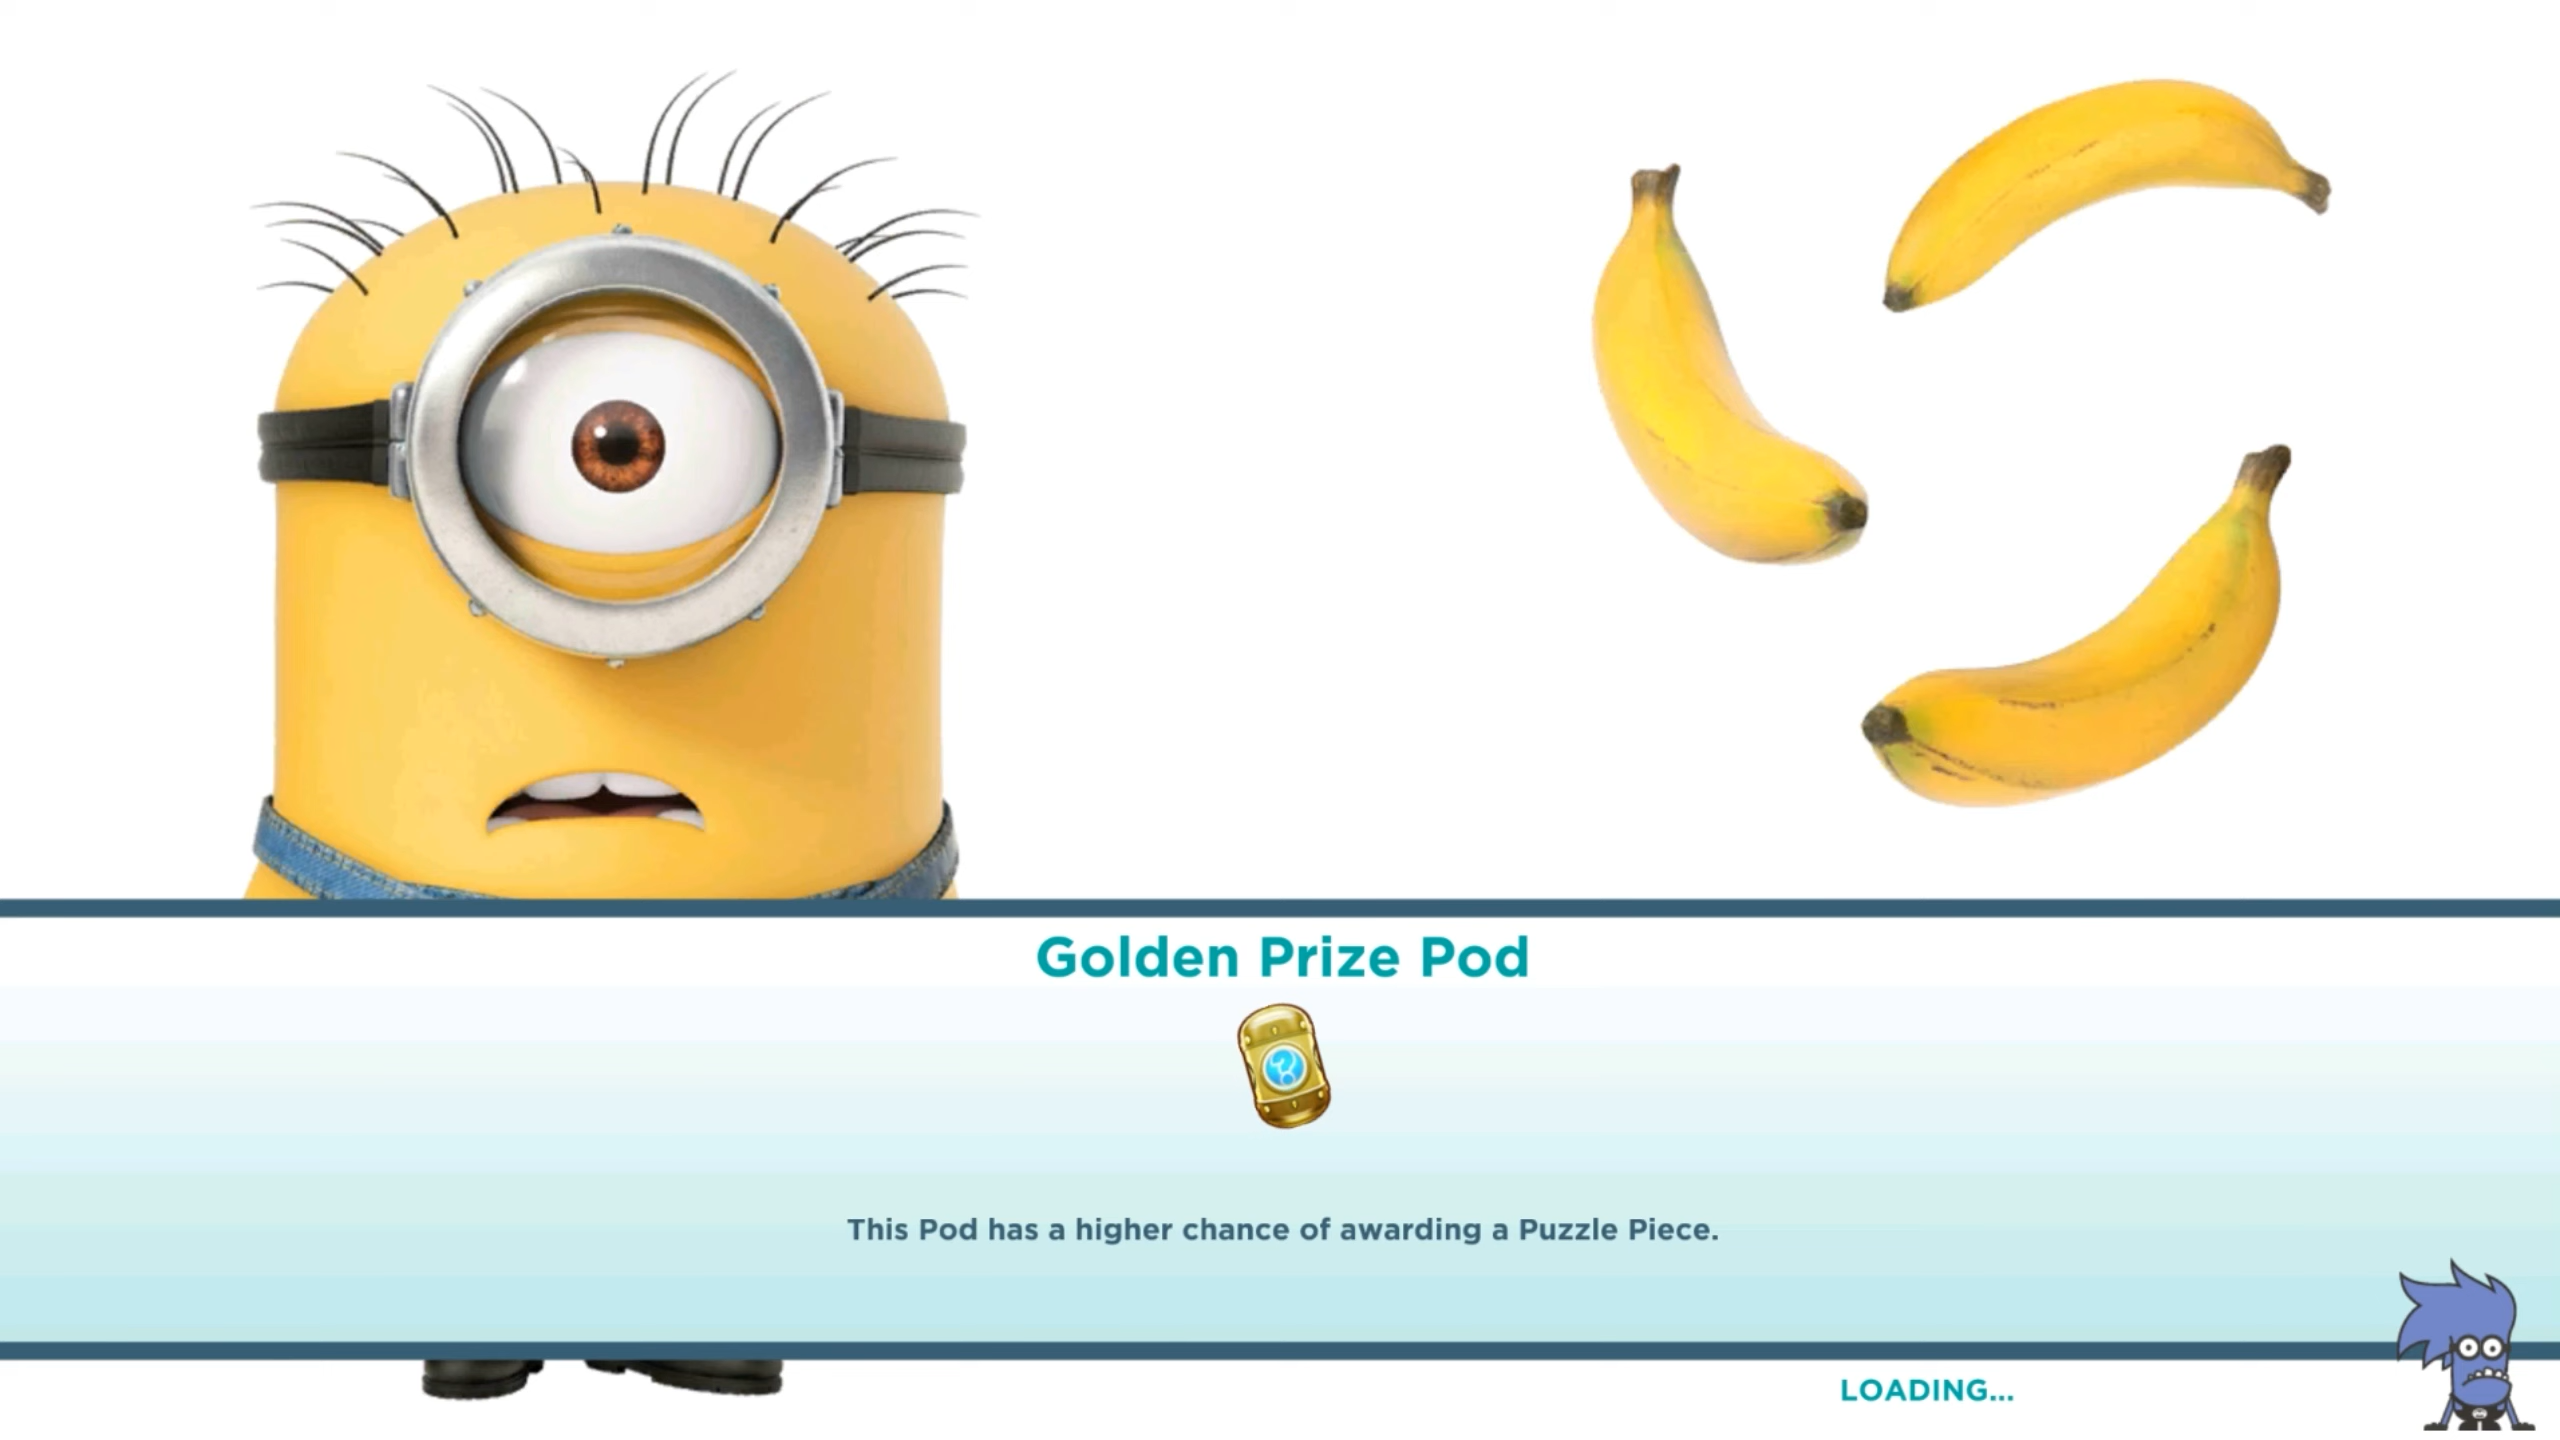 Golden Prize Pod
This Pod has a higher chance of awarding a Puzzle Piece.
LOADING...